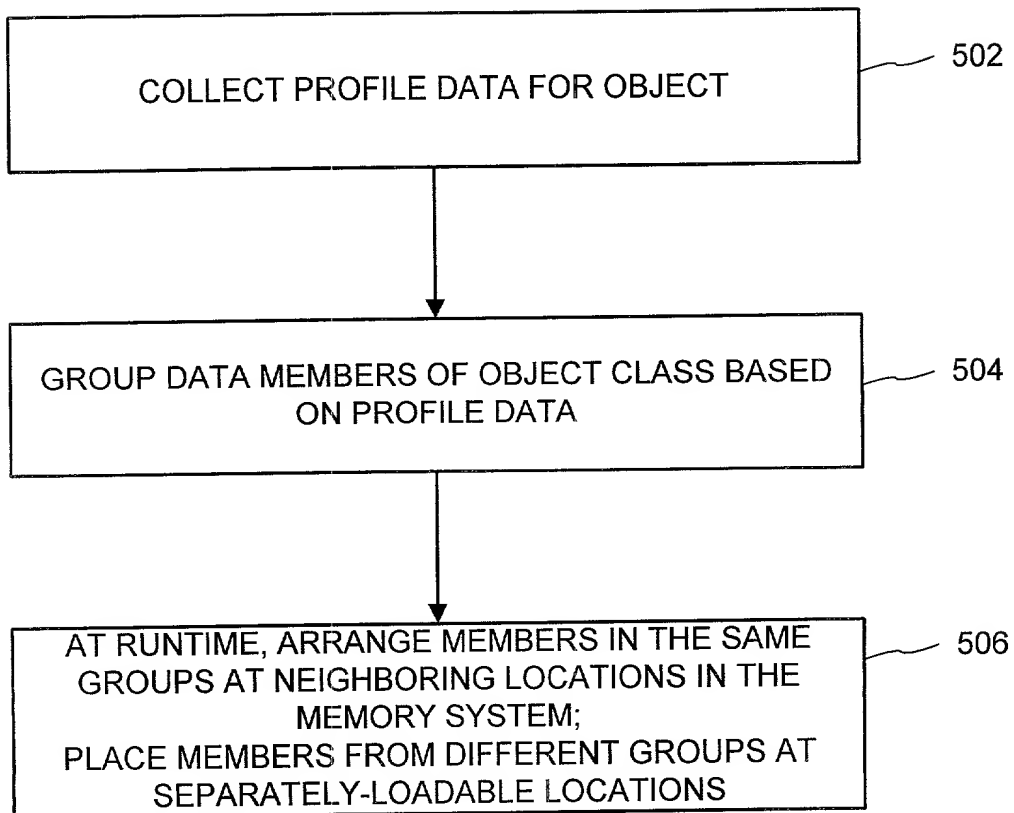 COLLECT PROFILE DATA FOR OBJECT
502
GROUP DATA MEMBERS OF OBJECT CLASS BASED
ON PROFILE DATA
504
AT RUNTIME, ARRANGE MEMBERS IN THE SAME
GROUPS AT NEIGHBORING LOCATIONS IN THE
MEMORY SYSTEM;
PLACE MEMBERS FROM DIFFERENT GROUPS AT
SEPARATELY-LOADABLE LOCATIONS
506